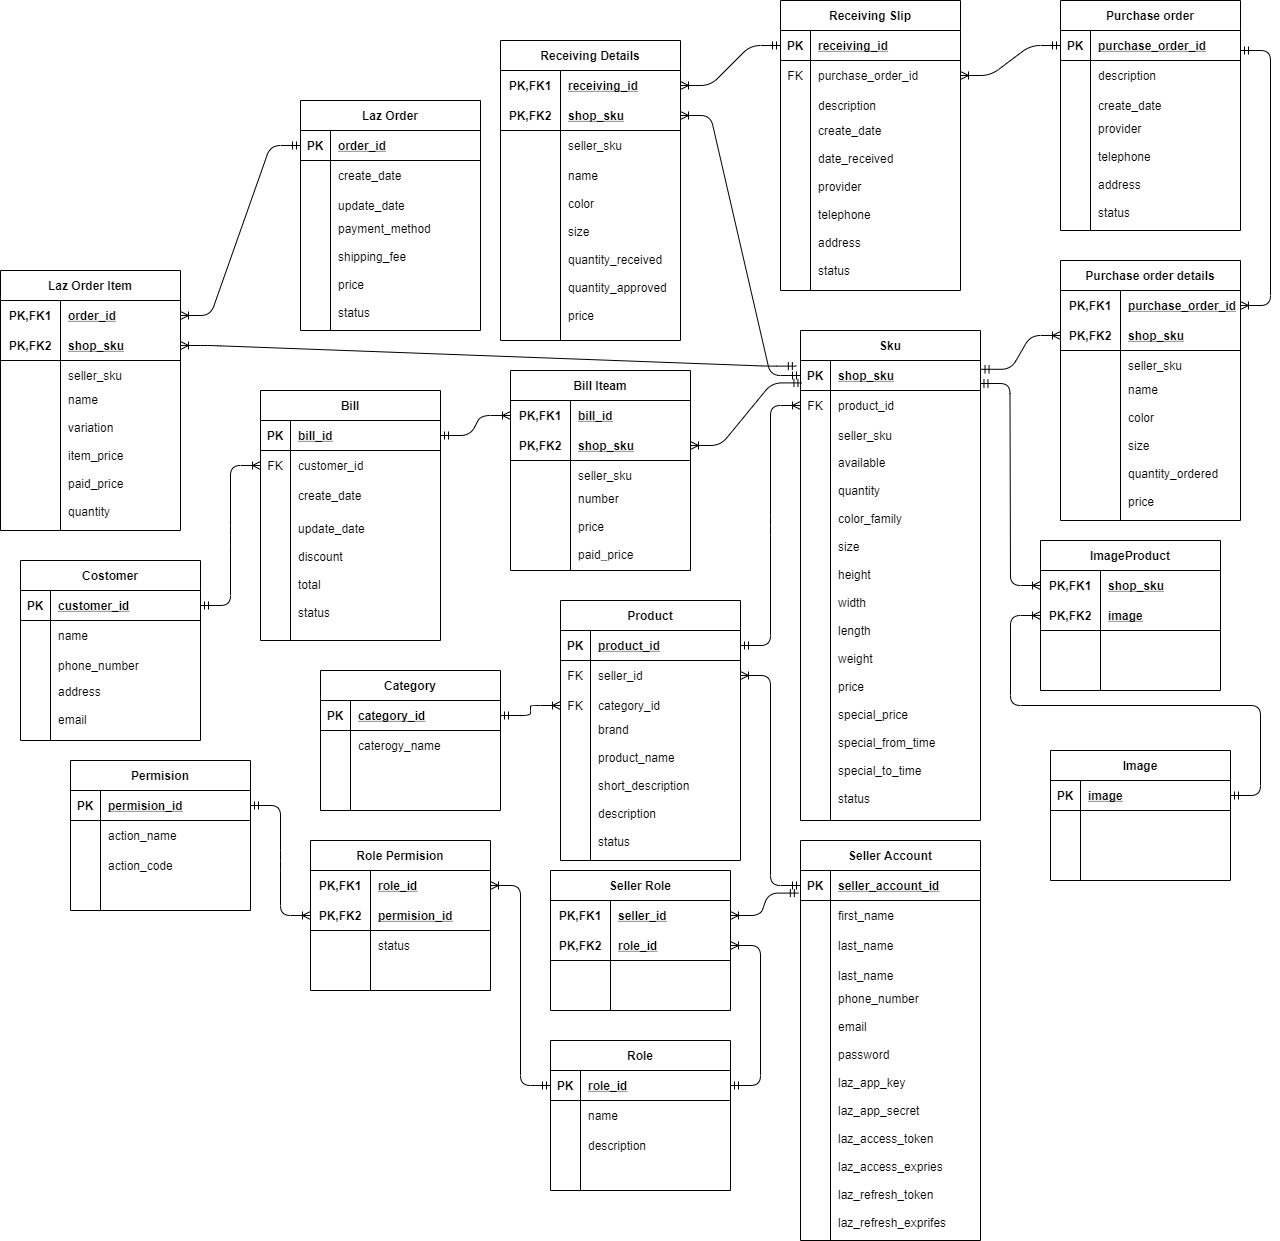 Receiving Slip
PK receiving_id
FK purchase_order_id
description
create_date
date_received
provider
telephone
address
status
Purchase order
PK purchase_order_id
description
create_date
provider
telephone
address
status
Receiving Details
PK,FK1 receiving_id
PK,FK2 shop_sku
seller_sku
name
color
size
quantity_received
quantity_approved
price
Laz Order
PK order_id
create_date
update_date
payment_method
shipping_fee
price
status
Laz Order Item
PK,FK1 order_id
PK,FK2 shop_sku
seller_sku
name
variation
item_price
paid_price
quantity
Purchase order details
PK,FK1 purchase_order_id
PK,FK2 shop_sku
seller_sku
name
color
size
quantity_ordered
price
Sku
PK shop_sku
FK product_id
seller_sku
available
quantity
color_family
size
height
width
length
weight
price
special_price
special_from_time
special_to_time
status
Bill Iteam
PK,FK1 bill_id
PK,FK2 shop_sku
seller_sku
number
price
paid_price
Bill
PK bill_id
FK customer_id
create_date
update_date
discount
total
status
Costomer
PK customer_id
name
phone_number
address
email
ImageProduct
PK,FK1 shop_sku
PK,FK2 image
Product
PK product_id
FK seller_id
FK category_id
brand
product_name
short_description
description
status
Category
PK category_id
caterogy_name
Image
PK image
Permision
PK permision_id
action_name
action_code
Role Permision
PK,FK1 role_id
PK,FK2 permision_id
status
Seller Role
PK,FK1 seller_id
PK,FK2 role_id
Seller Account
PK seller_account_id
first_name
last_name
last_name
phone_number
email
password
laz_app_key
laz_app_secret
laz_access_token
laz_access_expries
laz_refresh_token
laz_refresh_exprifes
Role
PK role_id
name
description